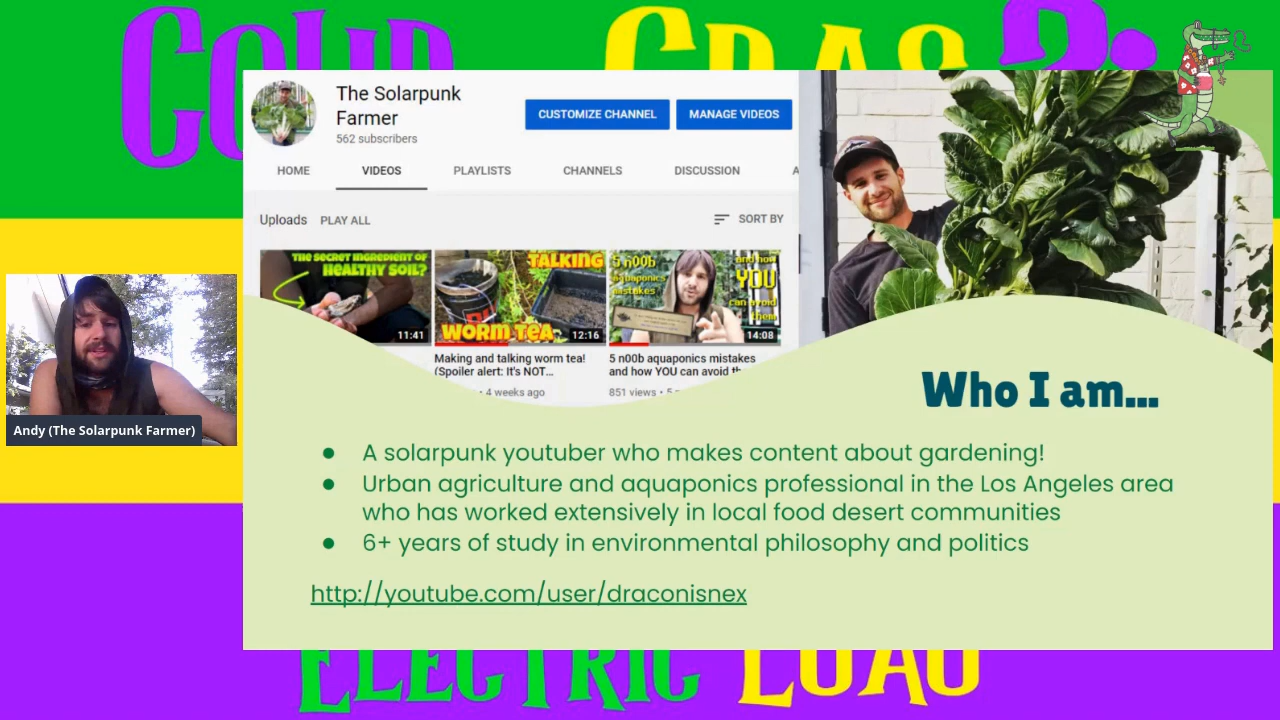 The Solarpunk
Farmer
562 subscribers
CUSTOMIZE CHANNEL
MANAGE VIDEOS
HOME VIDEOS PLAYLISTS CHANNELS DISCUSSION A
Uploads PLAY ALL SORT BY
THE SECRET INGREDIENT OF
HEALTHY SOIL?
11:41
TALKING
WORM TEA
12:16
5 n00b
aquaponics
mistakes
and how
YOU
can avoid
them
14:08
Making and talking worm tea!
(Spoiler alert: It's NOT...
• 4 weeks ago
5 n00b aquaponics mistakes
and how YOU can avoid
851 views • 5
Andy (The Solarpunk Farmer)
Who I am...
● A solarpunk youtuber who makes content about gardening!
● Urban agriculture and aquaponics professional in the Los Angeles area
who has worked extensively in local food desert communities
● 6+ years of study in environmental philosophy and politics
http://youtube.com/user/draconisnex
ELECTRIC LUAU